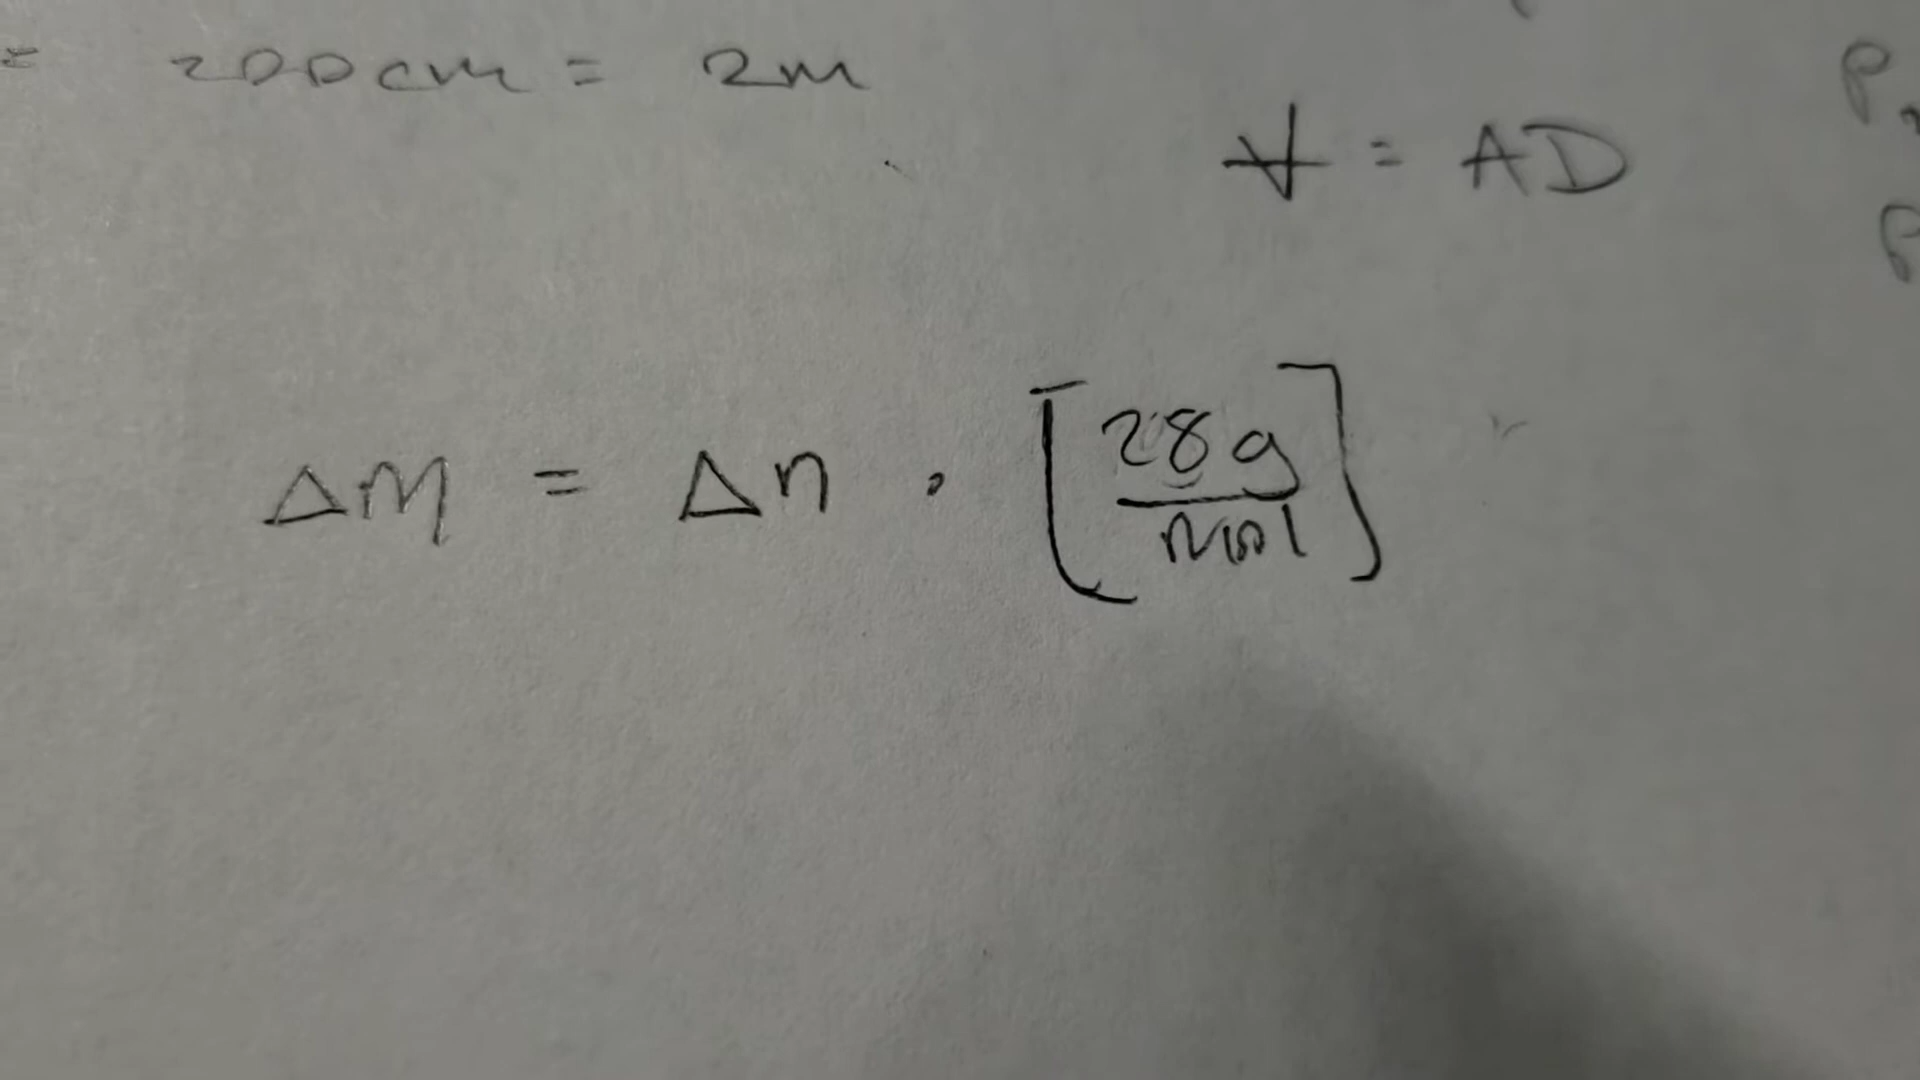 = 200cm = 2m
V = AD
P
P
ΔM = Δn · [28g/mol]